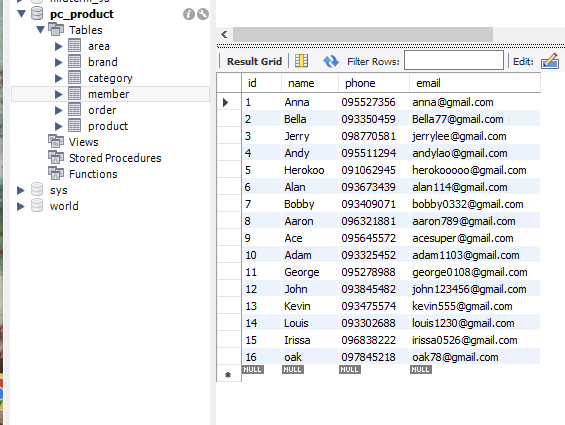 pc_product
Tables
area
brand
category
member
order
product
Views
Stored Procedures
Functions
sys
world
Result Grid Filter Rows: Edit:
id name phone email
1 Anna 095527356 anna@gmail.com
2 Bella 093350459 Bella77@gmail.com
3 Jerry 098770581 jerrylee@gmail.com
4 Andy 095511294 andylao@gmail.com
5 Herokoo 091062945 herokooooo@gmail.com
6 Alan 093673439 alan114@gmail.com
7 Bobby 093409071 bobby0332@gmail.com
8 Aaron 096321881 aaron789@gmail.com
9 Ace 095645572 acesuper@gmail.com
10 Adam 093325452 adam1103@gmail.com
11 George 095278988 george0108@gmail.com
12 John 093845482 john123456@gmail.com
13 Kevin 093475574 kevin555@gmail.com
14 Louis 093302688 louis1230@gmail.com
15 Irissa 096838222 irissa0526@gmail.com
16 oak 097845218 oak78@gmail.com
NULL NULL NULL NULL